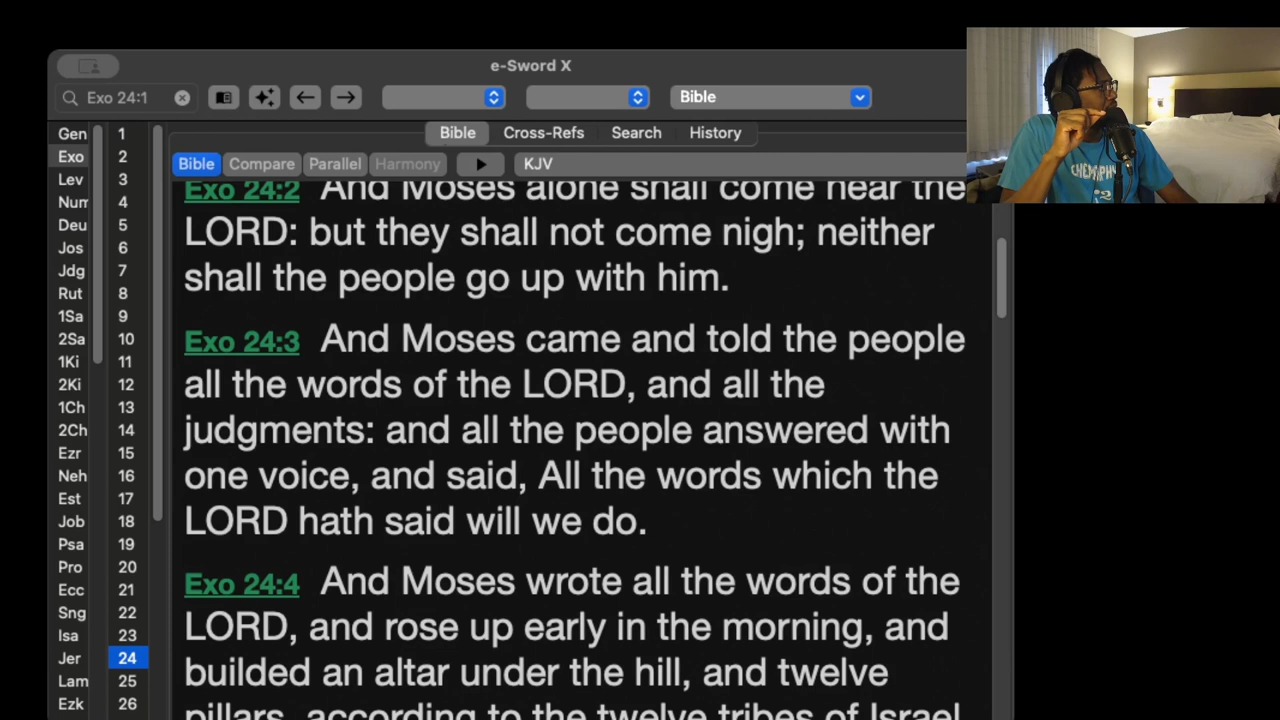 e-Sword X
Exo 24:1
Bible
Bible Cross-Refs Search History
Bible Compare Parallel Harmony KJV
Gen
Exo
Lev
Num
Deu
Jos
Jdg
Rut
1Sa
2Sa
1Ki
2Ki
1Ch
2Ch
Ezr
Neh
Est
Job
Psa
Pro
Ecc
Sng
Isa
Jer
Lam
Ezk
1
2
3
4
5
6
7
8
9
10
11
12
13
14
15
16
17
18
19
20
21
22
23
24
25
26
Exo 24:2 And Moses alone shall come near the
LORD: but they shall not come nigh; neither
shall the people go up with him.
Exo 24:3 And Moses came and told the people
all the words of the LORD, and all the
judgments: and all the people answered with
one voice, and said, All the words which the
LORD hath said will we do.
Exo 24:4 And Moses wrote all the words of the
LORD, and rose up early in the morning, and
builded an altar under the hill, and twelve
pillars, according to the twelve tribes of Israel